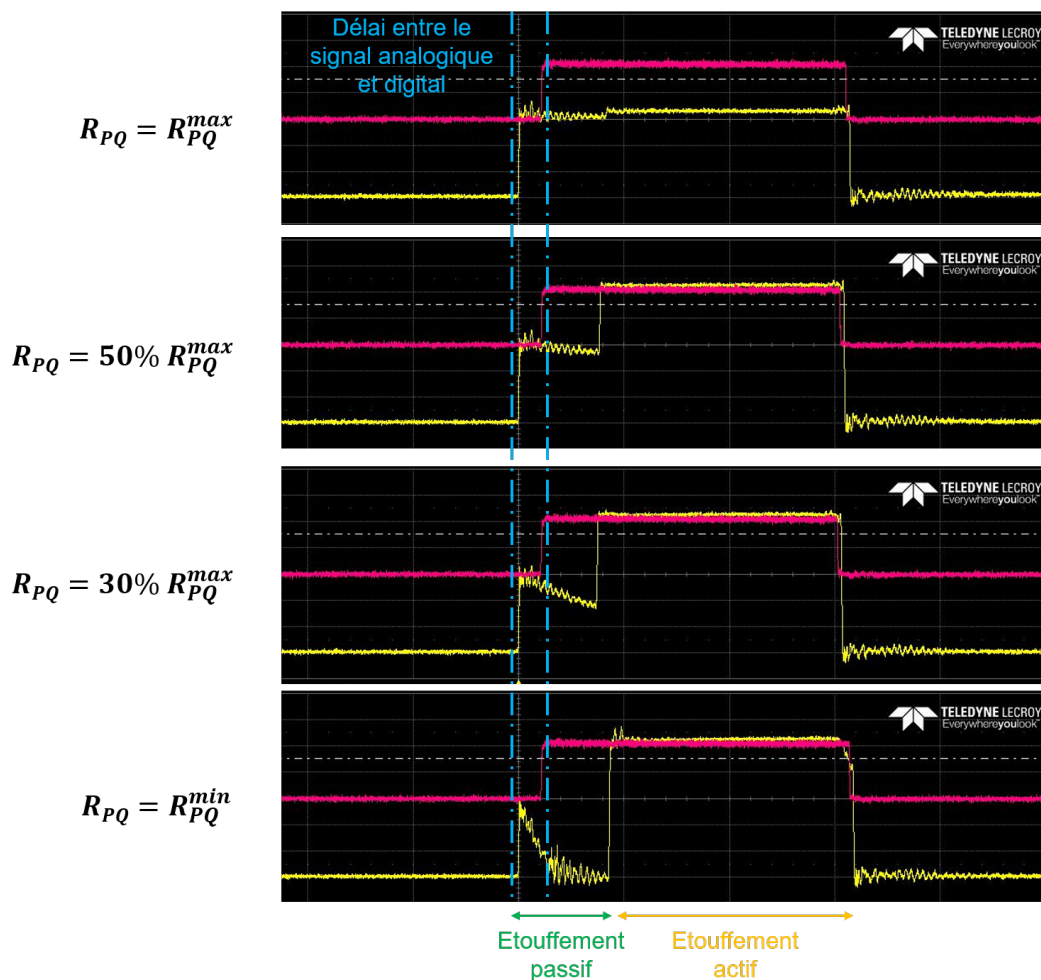 Délai entre le
signal analogique
et digital
TELEDYNE LECROY
Everywhereyoulook™
R_PQ = R_PQ^max
TELEDYNE LECROY
Everywhereyoulook™
R_PQ = 50% R_PQ^max
TELEDYNE LECROY
Everywhereyoulook™
R_PQ = 30% R_PQ^max
TELEDYNE LECROY
Everywhereyoulook™
R_PQ = R_PQ^min
Etouffement
passif
Etouffement
actif